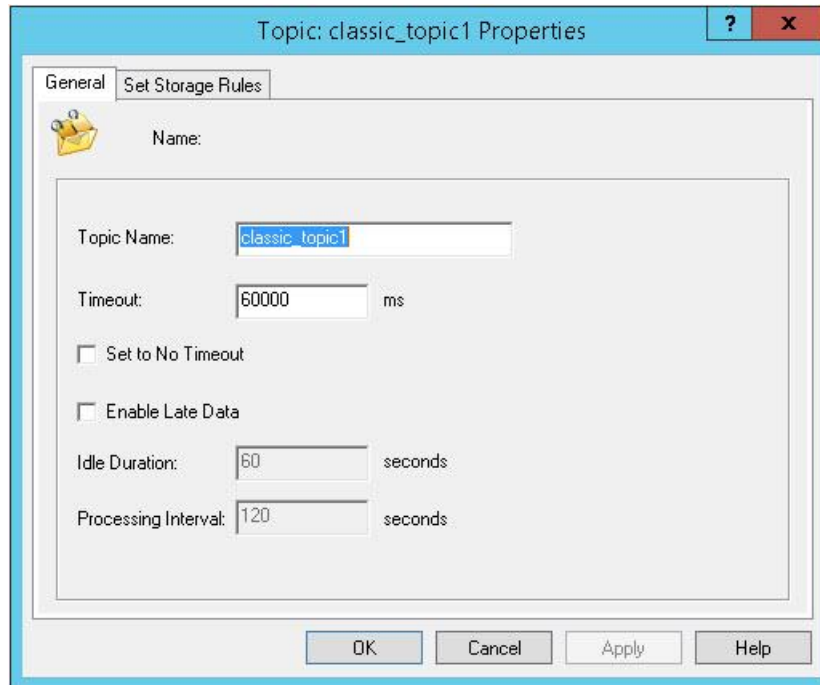 Topic: classic_topic1 Properties
? x
General Set Storage Rules
Name:
Topic Name: classic_topic1
Timeout: 60000 ms
Set to No Timeout
Enable Late Data
Idle Duration: 60 seconds
Processing Interval: 120 seconds
OK Cancel Apply Help